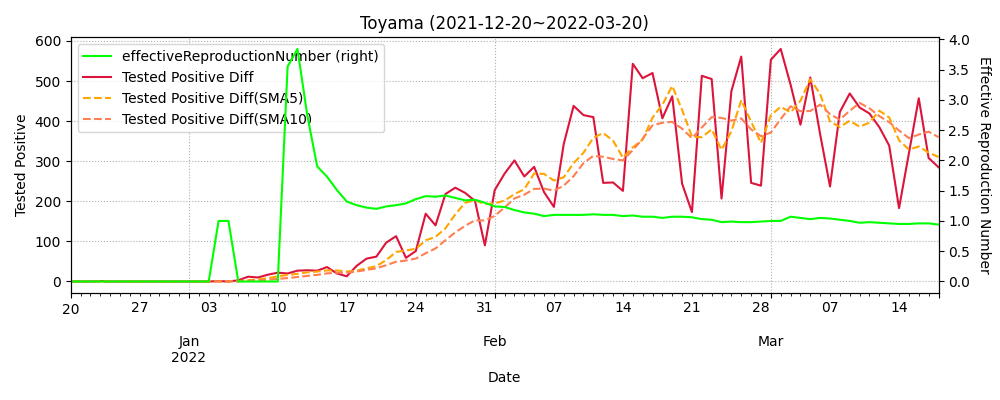 Toyama (2021-12-20~2022-03-20)
effectiveReproductionNumber (right)
Tested Positive Diff
Tested Positive Diff(SMA5)
Tested Positive Diff(SMA10)
Tested Positive
600
500
400
300
200
100
0
4.0
3.5
3.0
2.5
2.0
1.5
1.0
0.5
0.0
Effective Reproduction Number
20 27 03 10 17 24 31 07 14 21 28 07 14
Jan Feb Mar
2022
Date